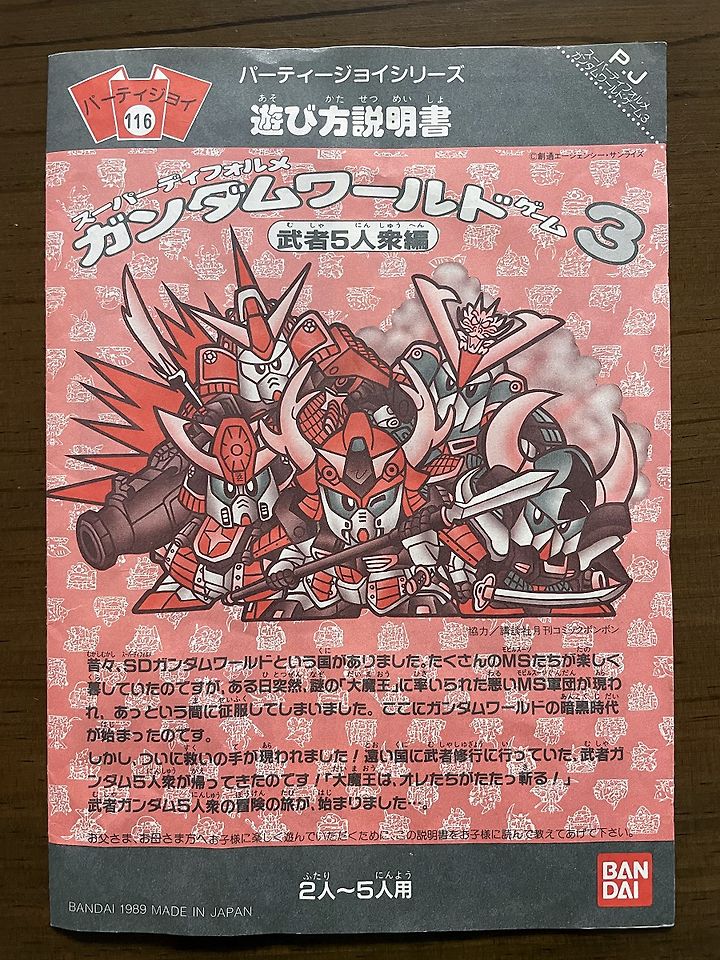 パーティジョイ
116
パーティージョイシリーズ
遊び方説明書
P.J
スーパーディフォルメ
ガンダムワールドゲーム3
©創通エージェンシー・サンライズ
スーパーディフォルメ
ガンダムワールドゲーム3
武者5人衆編
協力/講談社月刊コミックボンボン
昔々、SDガンダムワールドという国がありました。たくさんのMSたちが楽しく
暮していたのですが、ある日突然、謎の「大魔王」に率いられた悪いMS軍団が現わ
れ、あっという間に征服してしまいました。ここにガンダムワールドの暗黒時代
が始まったのです。
しかし、ついに救いの手が現われました!遠い国に武者修行に行っていた、武者ガ
ンダム5人衆が帰ってきたのです!「大魔王は、オレたちがたたっ斬る!」
武者ガンダム5人衆の冒険の旅が、始まりました…。
お父さま、お母さま方へお子様に楽しく遊んでいただくために、この説明書をお子様に読んで教えてあげて下さい。
2人〜5人用
BANDAI 1989 MADE IN JAPAN
BAN
DAI